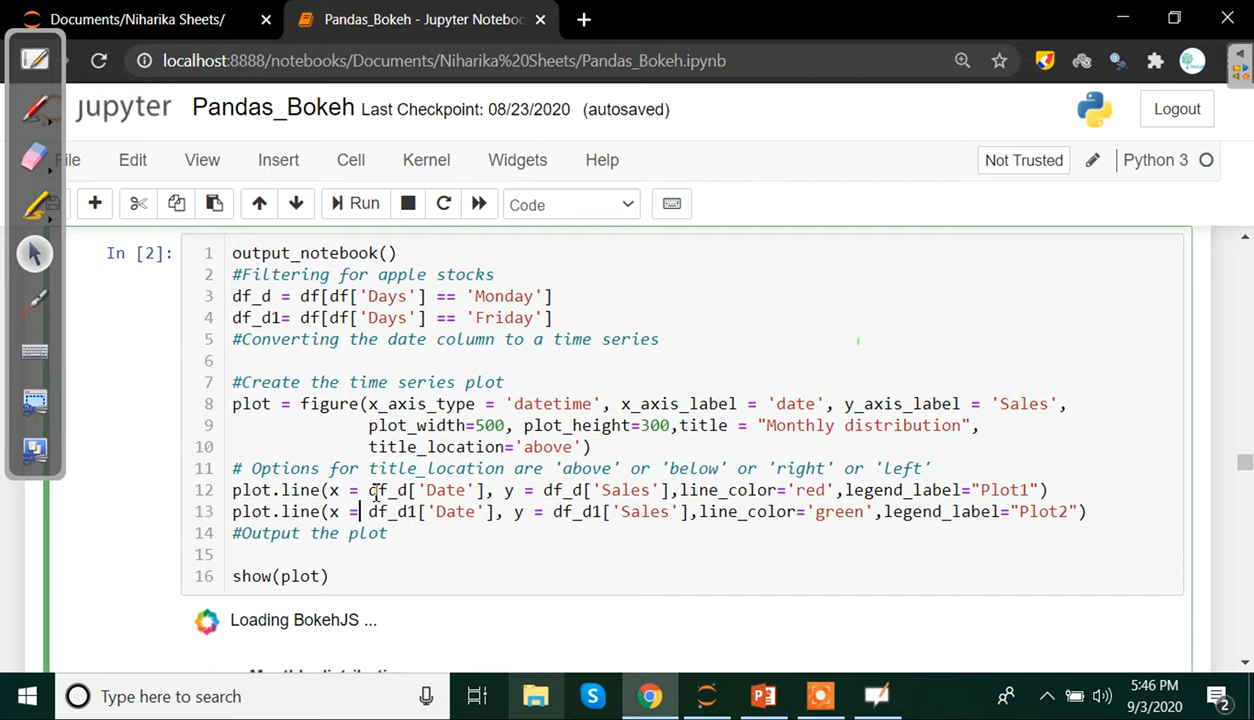 Documents/Niharika Sheets/
Pandas_Bokeh - Jupyter Noteboo
localhost:8888/notebooks/Documents/Niharika%20Sheets/Pandas_Bokeh.ipynb
jupyter Pandas_Bokeh Last Checkpoint: 08/23/2020 (autosaved)
Logout
File Edit View Insert Cell Kernel Widgets Help
Not Trusted
Python 3
Run
Code
In [2]:
1 output_notebook()
2 #Filtering for apple stocks
3 df_d = df[df['Days'] == 'Monday']
4 df_d1= df[df['Days'] == 'Friday']
5 #Converting the date column to a time series
6
7 #Create the time series plot
8 plot = figure(x_axis_type = 'datetime', x_axis_label = 'date', y_axis_label = 'Sales',
9 plot_width=500, plot_height=300,title = "Monthly distribution",
10 title_location='above')
11 # Options for title_location are 'above' or 'below' or 'right' or 'left'
12 plot.line(x = df_d['Date'], y = df_d['Sales'],line_color='red',legend_label="Plot1")
13 plot.line(x = df_d1['Date'], y = df_d1['Sales'],line_color='green',legend_label="Plot2")
14 #Output the plot
15
16 show(plot)
Loading BokehJS ...
Type here to search
5:46 PM
9/3/2020
2